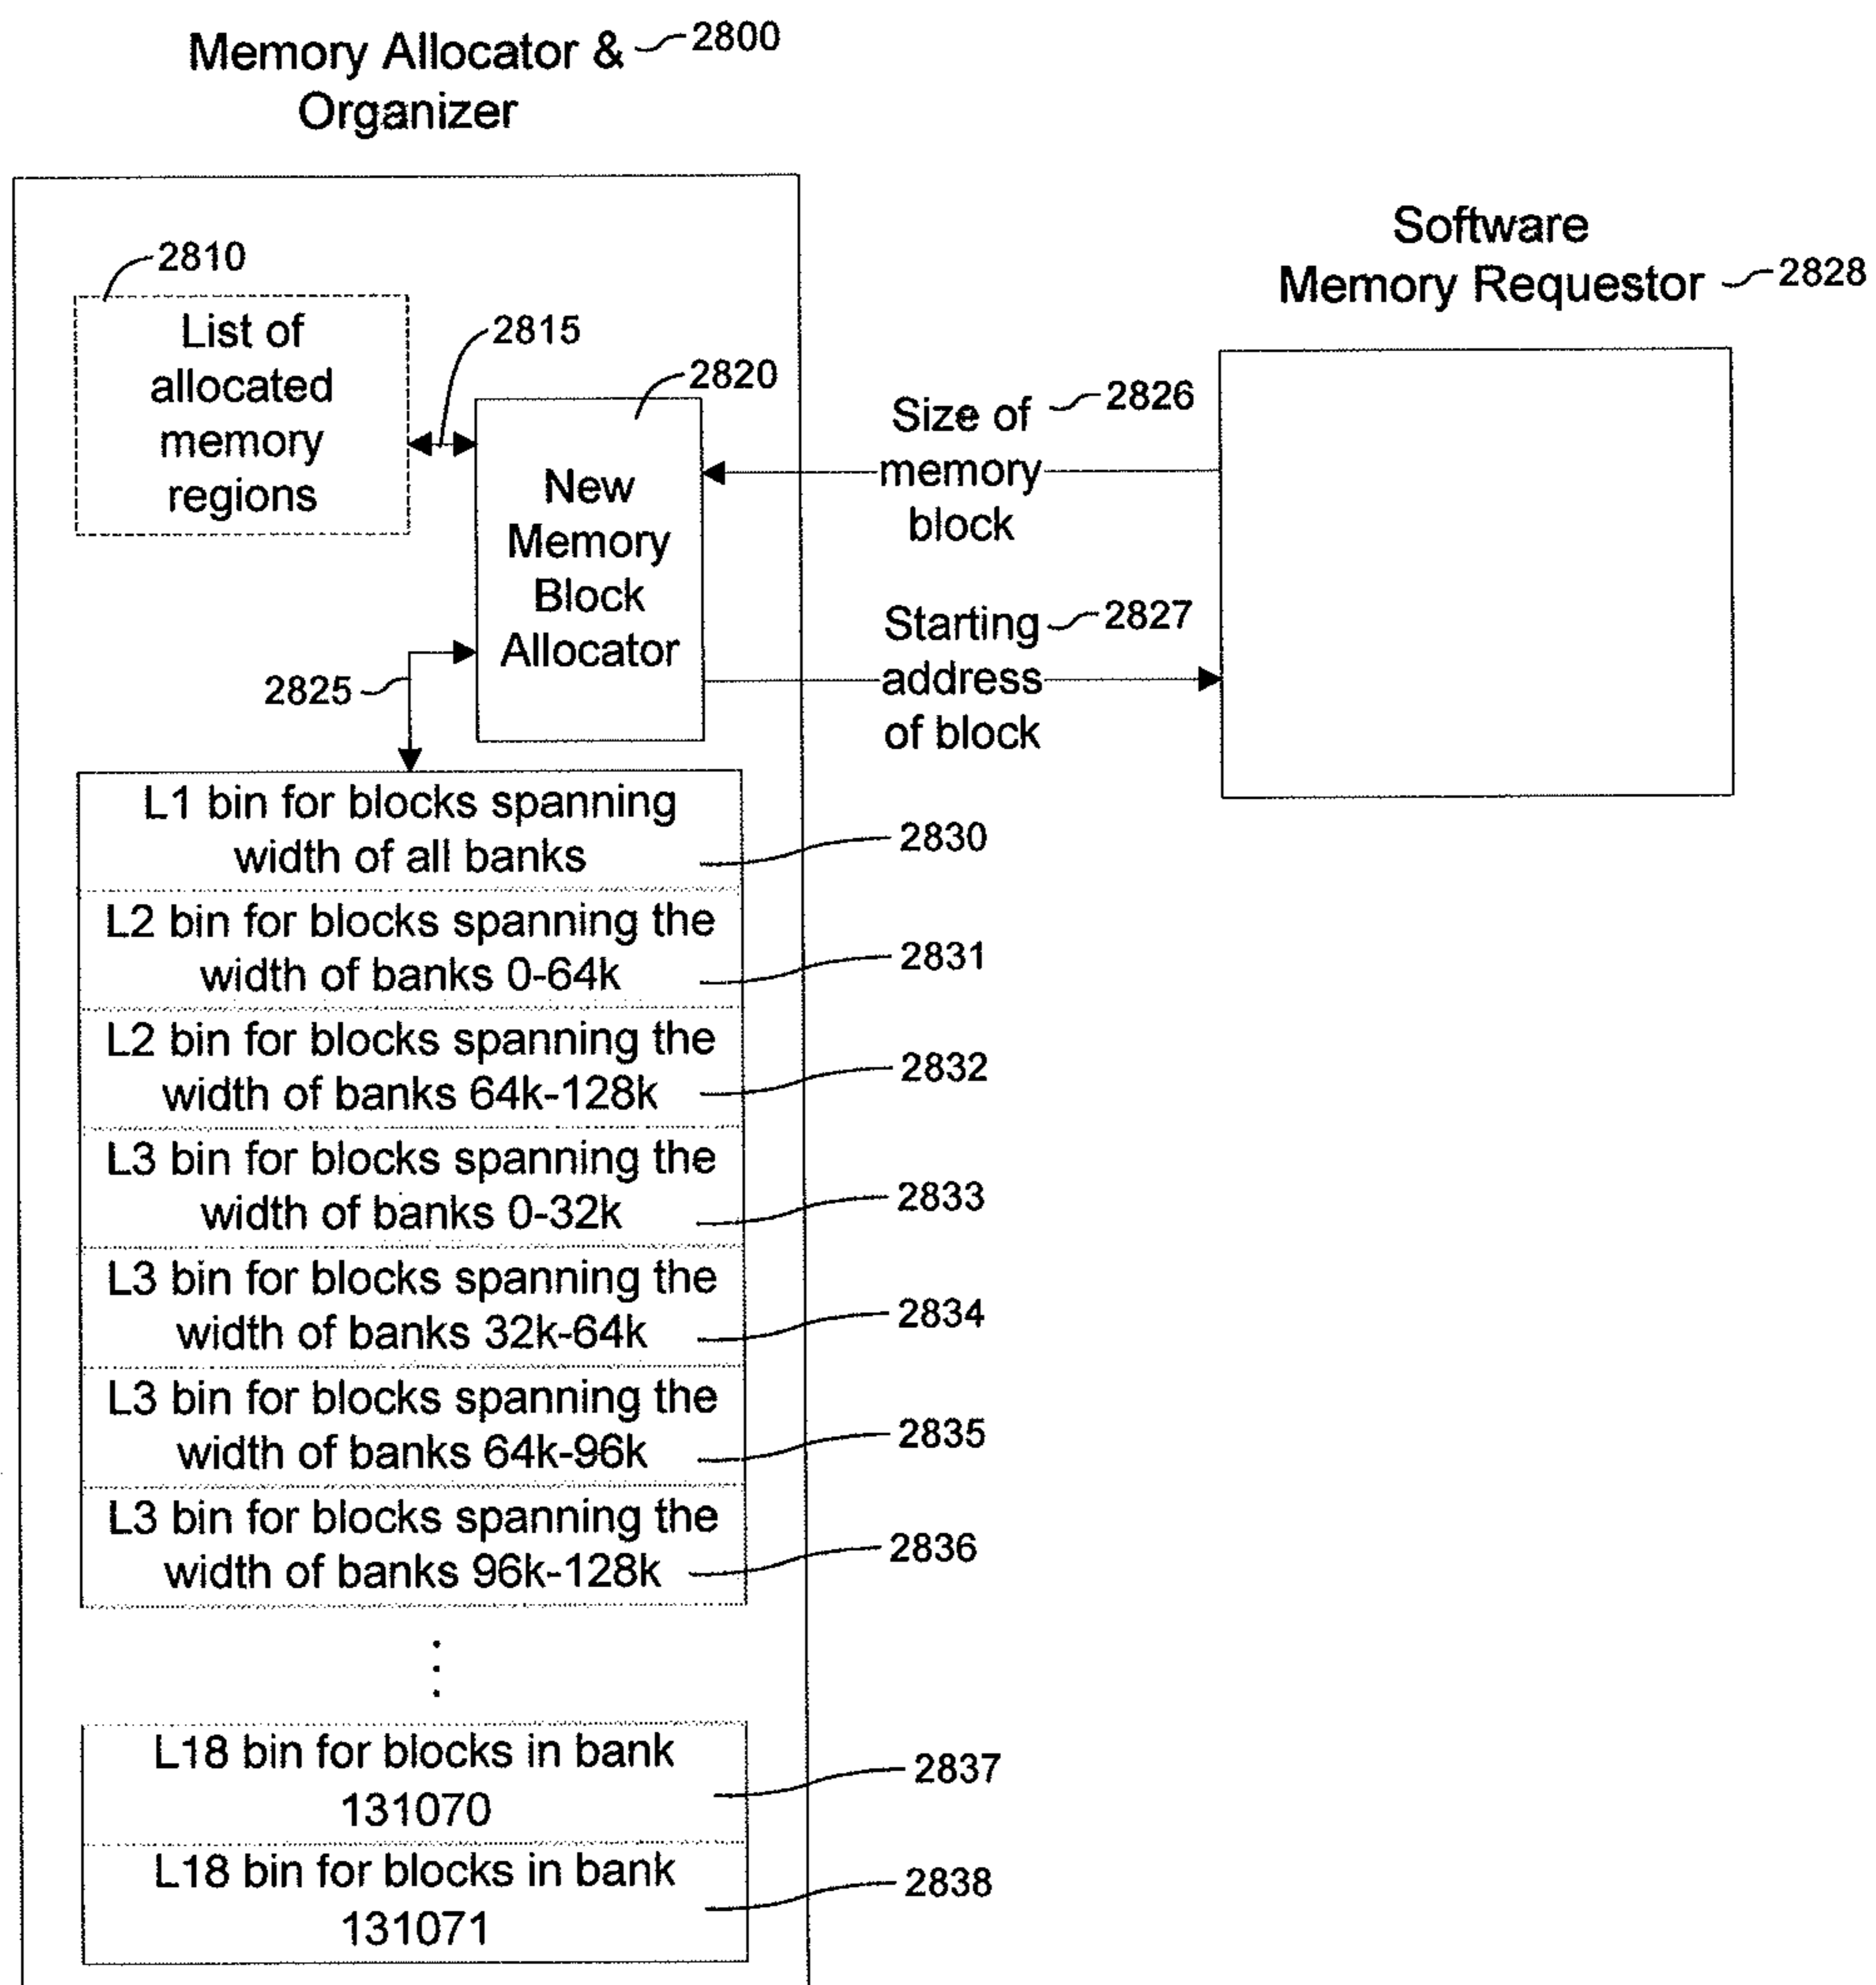 Memory Allocator & 2800
Organizer
2810
List of
allocated
memory
regions
2815
2820
New
Memory
Block
Allocator
2825
Software
Memory Requestor 2828
Size of 2826
memory
block
Starting 2827
address
of block
L1 bin for blocks spanning
width of all banks
2830
L2 bin for blocks spanning the
width of banks 0-64k
2831
L2 bin for blocks spanning the
width of banks 64k-128k
2832
L3 bin for blocks spanning the
width of banks 0-32k
2833
L3 bin for blocks spanning the
width of banks 32k-64k
2834
L3 bin for blocks spanning the
width of banks 64k-96k
2835
L3 bin for blocks spanning the
width of banks 96k-128k
2836
L18 bin for blocks in bank
131070
2837
L18 bin for blocks in bank
131071
2838